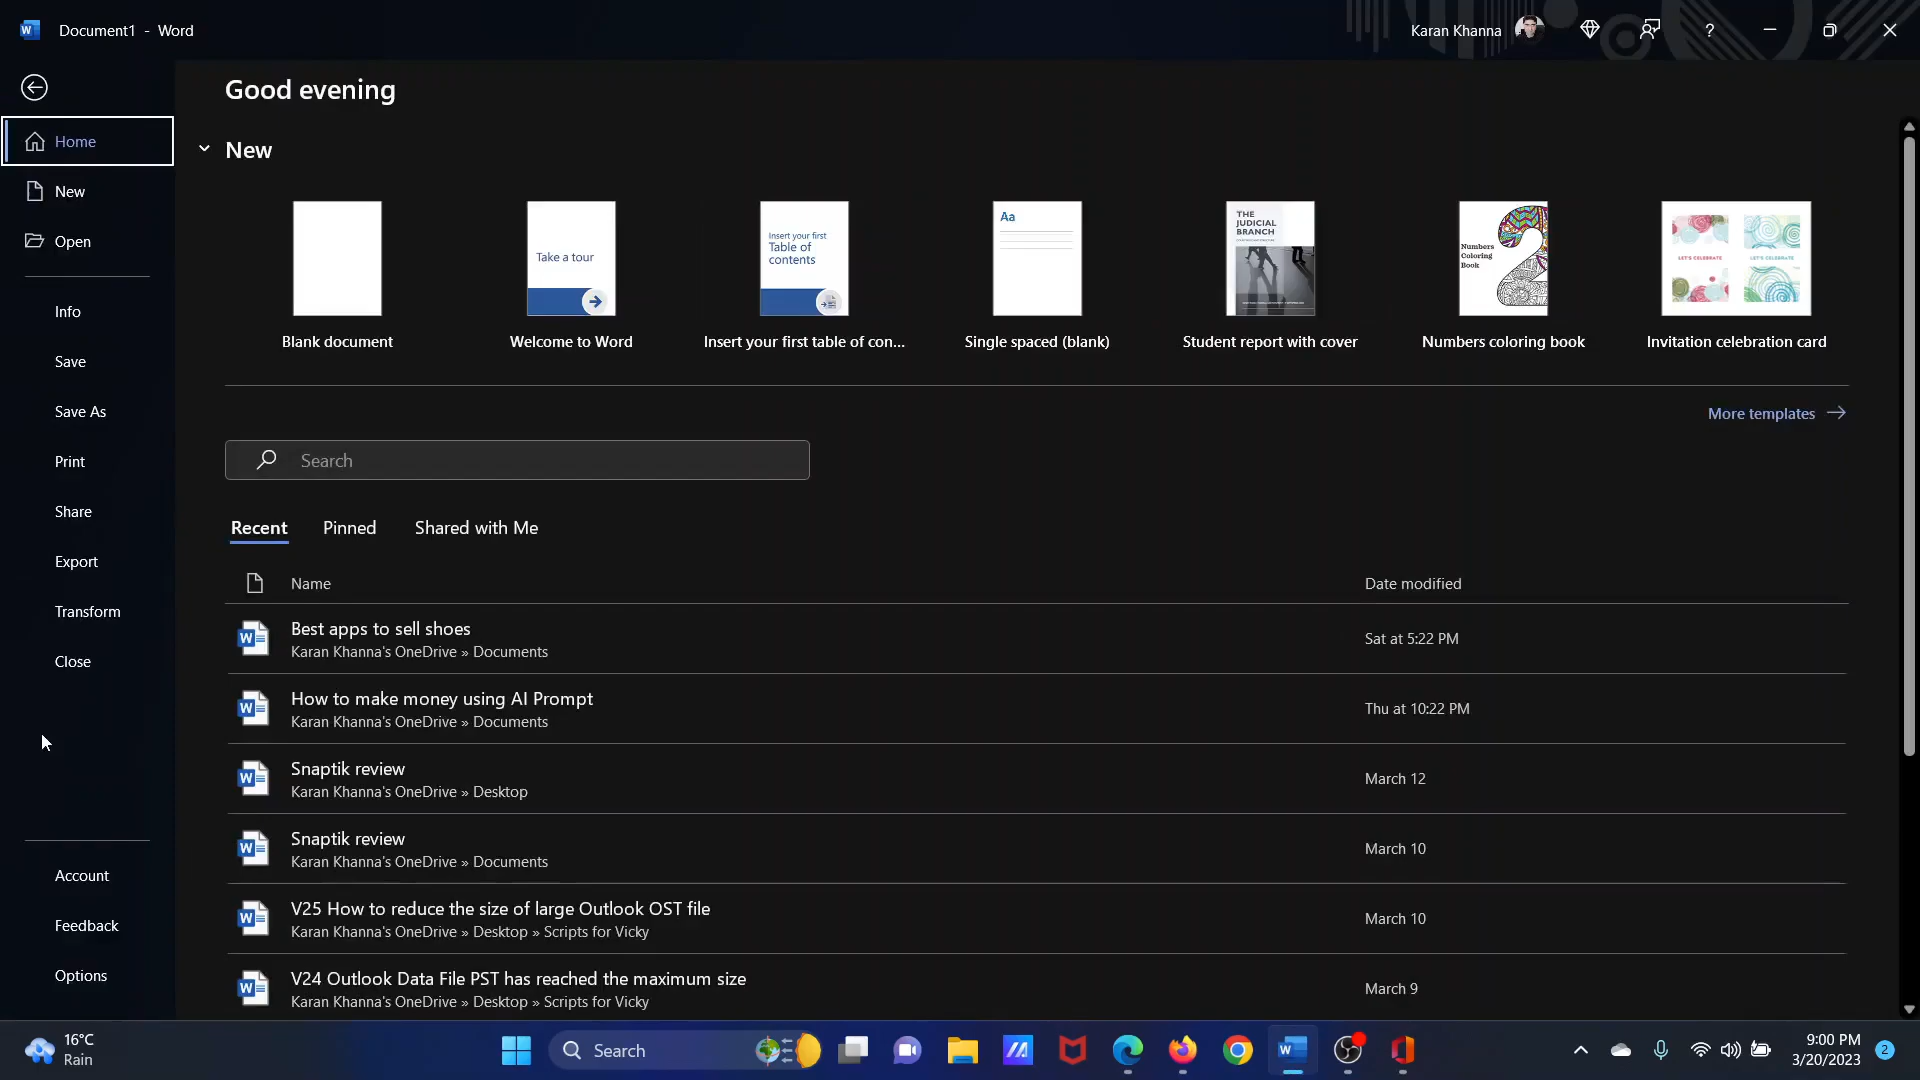 Document1 - Word
Karan Khanna
?
Good evening
Home
New
Open
Info
Save
Save As
Print
Share
Export
Transform
Close
Account
Feedback
Options
New
Take a tour
Insert your first
Table of
contents
Aa
THE
JUDICIAL
BRANCH
Numbers
Coloring
Book
LET'S CELEBRATE
LET'S CELEBRATE
Blank document
Welcome to Word
Insert your first table of con...
Single spaced (blank)
Student report with cover
Numbers coloring book
Invitation celebration card
More templates
Search
Recent
Pinned
Shared with Me
Name
Date modified
Best apps to sell shoes
Karan Khanna's OneDrive » Documents
Sat at 5:22 PM
How to make money using AI Prompt
Karan Khanna's OneDrive » Documents
Thu at 10:22 PM
Snaptik review
Karan Khanna's OneDrive » Desktop
March 12
Snaptik review
Karan Khanna's OneDrive » Documents
March 10
V25 How to reduce the size of large Outlook OST file
Karan Khanna's OneDrive » Desktop » Scripts for Vicky
March 10
V24 Outlook Data File PST has reached the maximum size
Karan Khanna's OneDrive » Desktop » Scripts for Vicky
March 9
16°C
Rain
Search
9:00 PM
3/20/2023
2